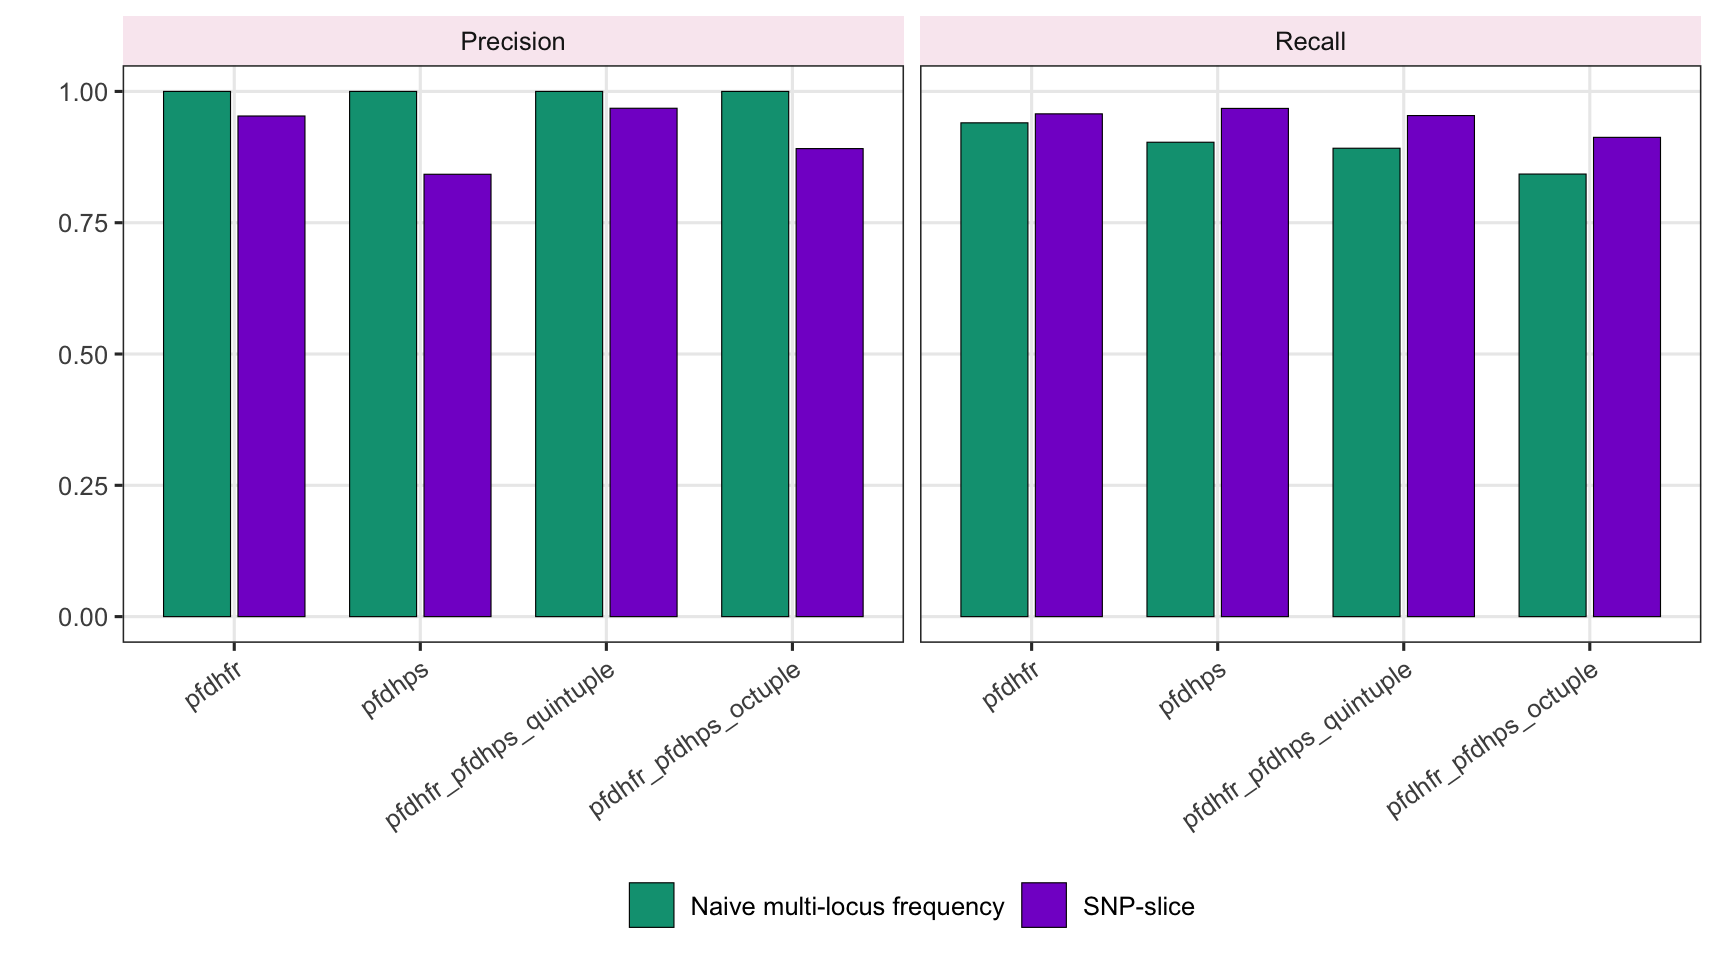 Precision
Recall
1.00
0.75
0.50
0.25
0.00
pfdhfr
pfdhps
pfdhfr_pfdhps_quintuple
pfdhfr_pfdhps_octuple
pfdhfr
pfdhps
pfdhfr_pfdhps_quintuple
pfdhfr_pfdhps_octuple
Naive multi-locus frequency
SNP-slice